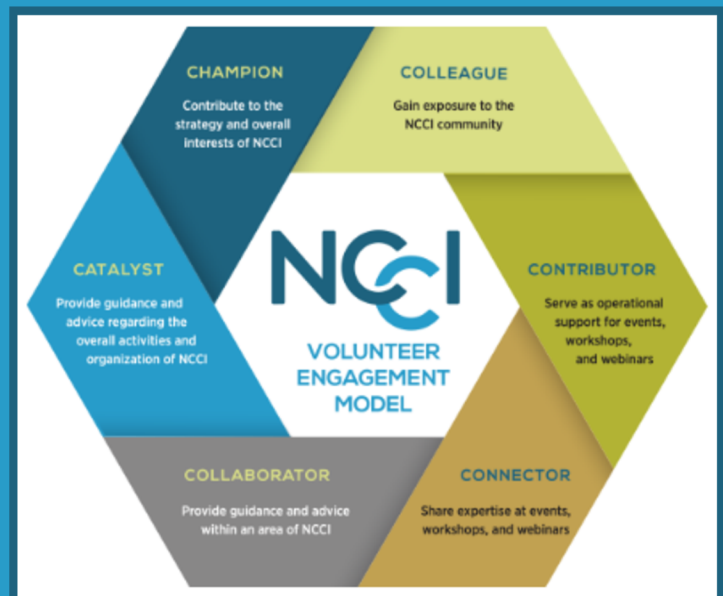 CHAMPION
Contribute to the
strategy and overall
interests of NCCI
COLLEAGUE
Gain exposure to the
NCCI community
CATALYST
Provide guidance and
advice regarding the
overall activities and
organization of NCCI
NCCI
VOLUNTEER
ENGAGEMENT
MODEL
CONTRIBUTOR
Serve as operational
support for events,
workshops,
and webinars
COLLABORATOR
Provide guidance and advice
within an area of NCCI
CONNECTOR
Share expertise at events,
workshops, and webinars